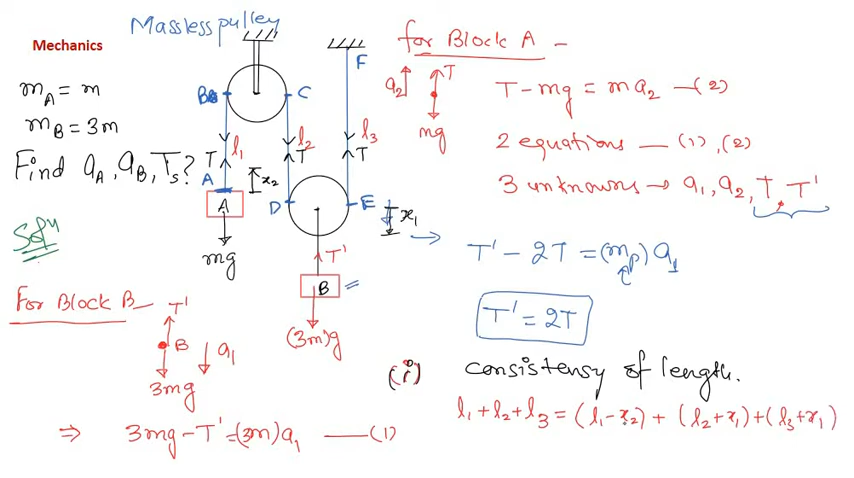 Massless pulley
Mechanics
m_A = m
m_B = 3m
Find a_A, a_B, T_s?
Sol^n
B C
F
l_1 l_2 l_3
T T T
A x_2
A
D E x_1
mg
T'
B
(3m)g
For Block B -
T'
B a_1
3mg
⇒ 3mg - T' = (3m)a_1 —— (1)
for Block A -
a_2 T
mg
T - mg = m a_2 — (2)
2 equations — (1), (2)
3 unknowns → a_1, a_2, T, T'
→ T' - 2T = (m_p) a_1
T' = 2T
(i) consistensy of length.
l_1 + l_2 + l_3 = (l_1 - x_2) + (l_2 + x_1) + (l_3 + x_1)